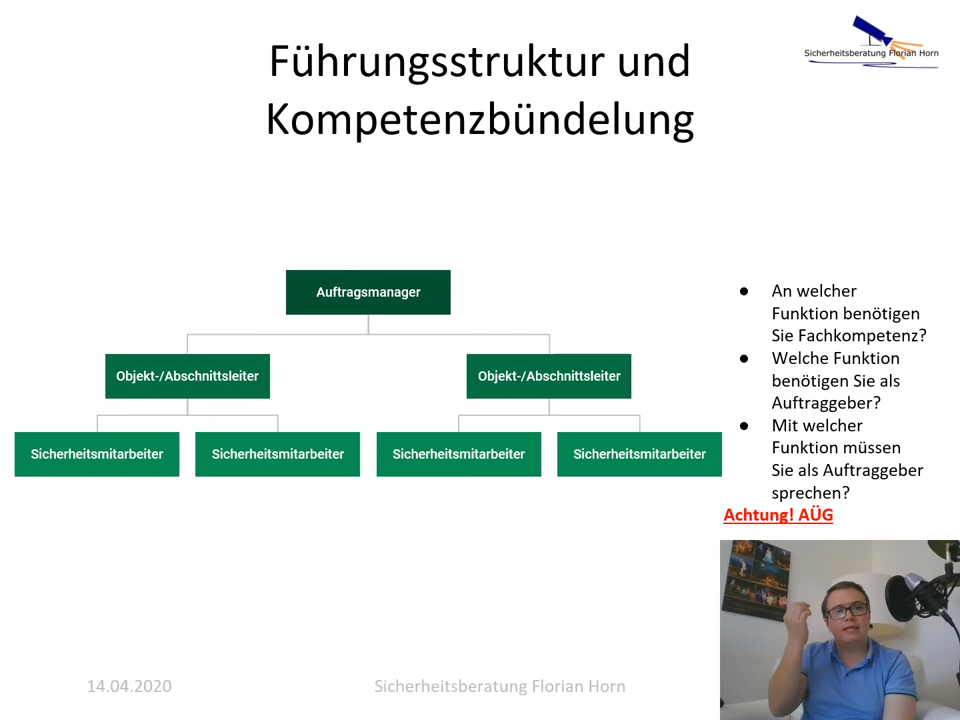 Führungsstruktur und
Kompetenzbündelung
Sicherheitsberatung Florian Horn
Auftragsmanager
Objekt-/Abschnittsleiter
Objekt-/Abschnittsleiter
Sicherheitsmitarbeiter
Sicherheitsmitarbeiter
Sicherheitsmitarbeiter
Sicherheitsmitarbeiter
● An welcher
Funktion benötigen
Sie Fachkompetenz?
● Welche Funktion
benötigen Sie als
Auftraggeber?
● Mit welcher
Funktion müssen
Sie als Auftraggeber
sprechen?
Achtung! AÜG
14.04.2020
Sicherheitsberatung Florian Horn